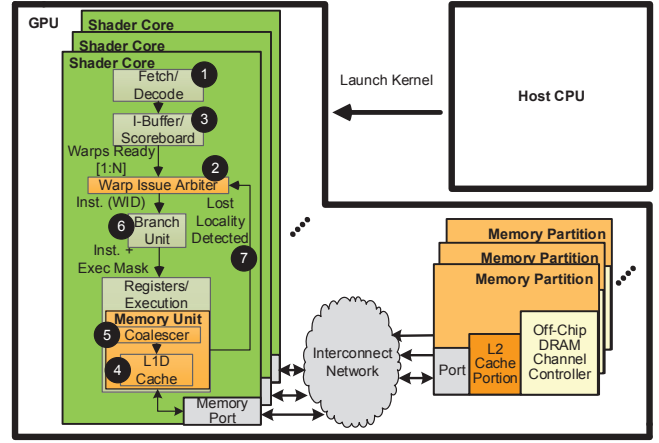 GPU
Shader Core
Shader Core
Shader Core
Fetch/
Decode
1
I-Buffer/
Scoreboard
3
Warps Ready
[1:N]
2
Warp Issue Arbiter
Inst. (WID)
Lost
Locality
Detected
6
Branch
Unit
7
Inst. +
Exec Mask
Registers/
Execution
Memory Unit
5
Coalescer
4
L1D
Cache
Memory
Port
Launch Kernel
Host CPU
Interconnect
Network
Memory Partition
Memory Partition
Memory Partition
Port
L2
Cache
Portion
Off-Chip
DRAM
Channel
Controller